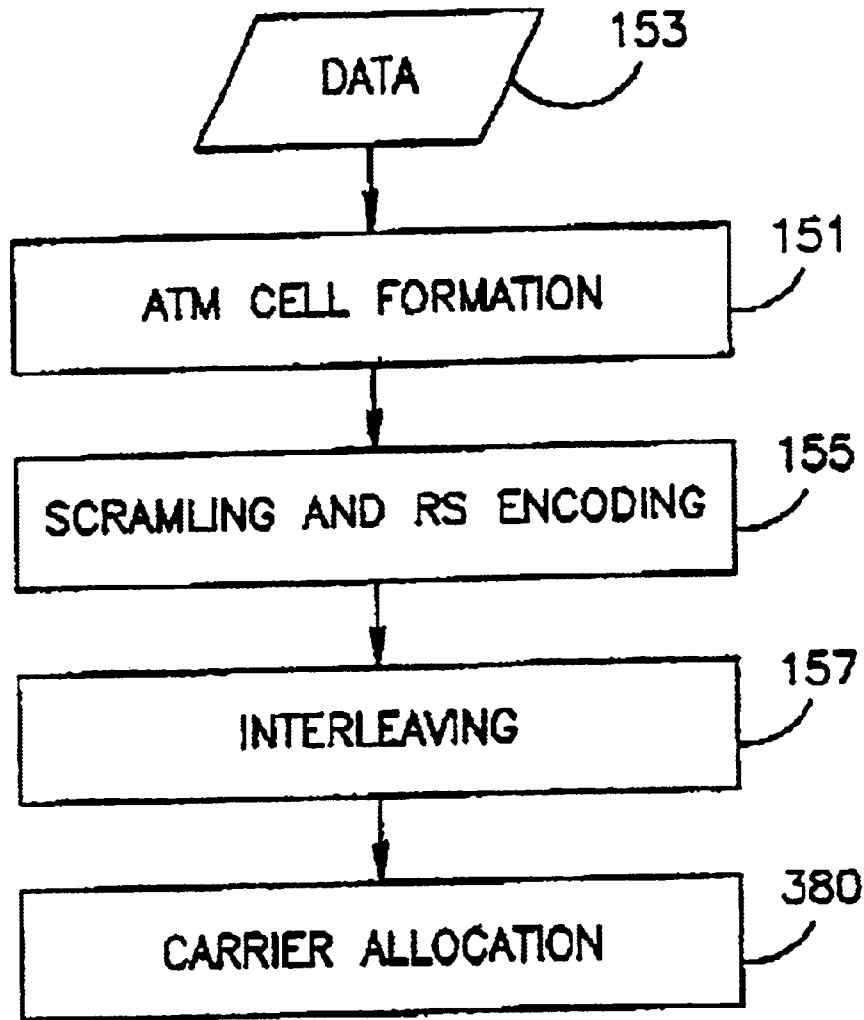 DATA
153
ATM CELL FORMATION
151
SCRAMLING AND RS ENCODING
155
INTERLEAVING
157
CARRIER ALLOCATION
380